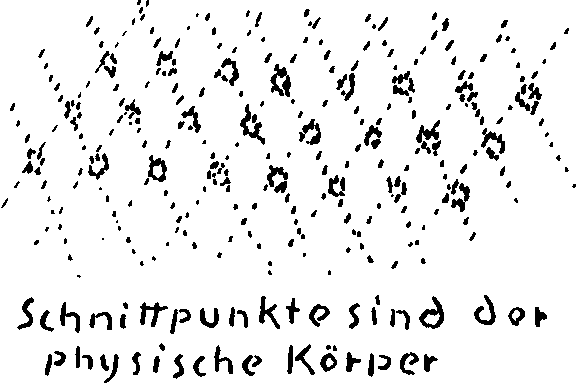 Schnittpunkte sind der
physische Körper